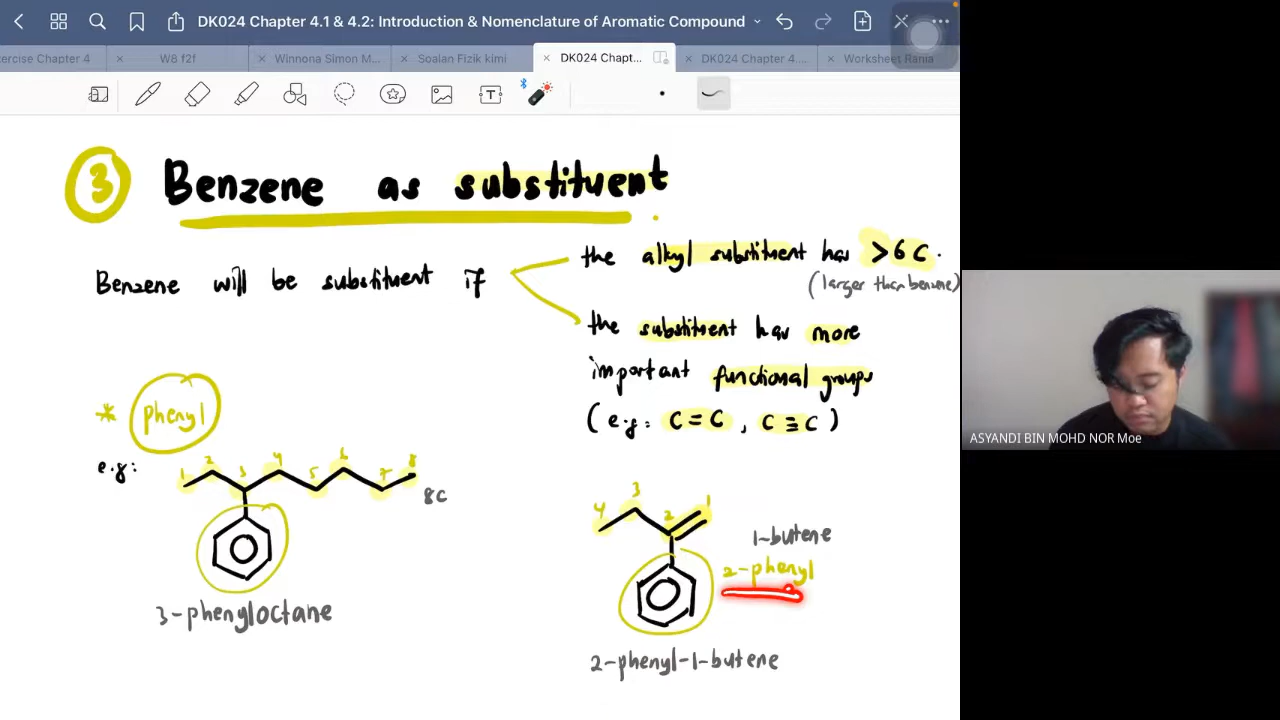 DK024 Chapter 4.1 & 4.2: Introduction & Nomenclature of Aromatic Compound
ercise Chapter 4
W8 f2f
Winnona Simon M...
Soalan Fizik kimi
DK024 Chapt...
DK024 Chapter 4....
Worksheet Rania
3 Benzene as substituent
Benzene will be substituent if
the alkyl substituent has >6C.
(larger than benzene)
the substituent has more
important functional groups
(e.g: C=C, C≡C)
* phenyl
e.g:
1 2 3 4 5 6 7 8
8C
3-phenyloctane
4 3 2 1
1-butene
2-phenyl
2-phenyl-1-butene
ASYANDI BIN MOHD NOR Moe